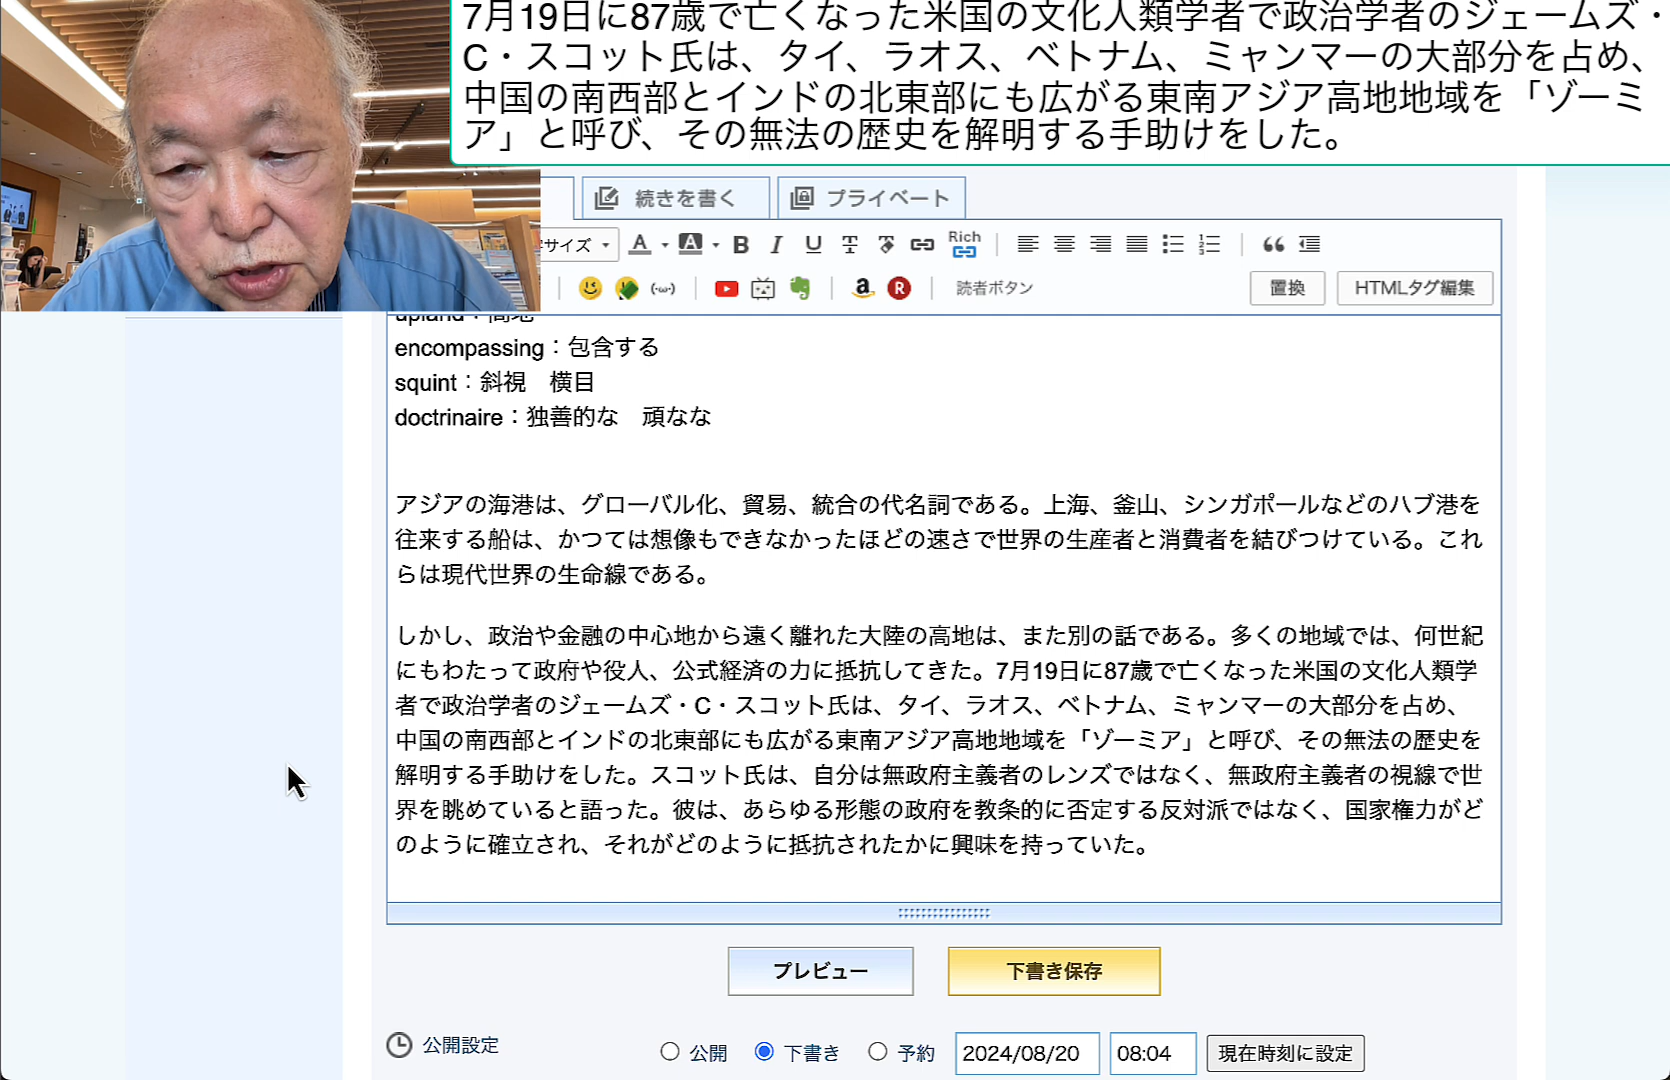 7月19日に87歳で亡くなった米国の文化人類学者で政治学者のジェームズ・
C・スコット氏は、タイ、ラオス、ベトナム、ミャンマーの大部分を占め、
中国の南西部とインドの北東部にも広がる東南アジア高地地域を「ゾーミ
ア」と呼び、その無法の歴史を解明する手助けをした。
続きを書く
プライベート
サイズ
Rich
読者ボタン
置換
HTMLタグ編集
upland：高地
encompassing：包含する
squint：斜視　横目
doctrinaire：独善的な　頑なな
アジアの海港は、グローバル化、貿易、統合の代名詞である。上海、釜山、シンガポールなどのハブ港を
往来する船は、かつては想像もできなかったほどの速さで世界の生産者と消費者を結びつけている。これ
らは現代世界の生命線である。
しかし、政治や金融の中心地から遠く離れた大陸の高地は、また別の話である。多くの地域では、何世紀
にもわたって政府や役人、公式経済の力に抵抗してきた。7月19日に87歳で亡くなった米国の文化人類学
者で政治学者のジェームズ・C・スコット氏は、タイ、ラオス、ベトナム、ミャンマーの大部分を占め、
中国の南西部とインドの北東部にも広がる東南アジア高地地域を「ゾーミア」と呼び、その無法の歴史を
解明する手助けをした。スコット氏は、自分は無政府主義者のレンズではなく、無政府主義者の視線で世
界を眺めていると語った。彼は、あらゆる形態の政府を教条的に否定する反対派ではなく、国家権力がど
のように確立され、それがどのように抵抗されたかに興味を持っていた。
プレビュー
下書き保存
公開設定
公開
下書き
予約
2024/08/20
08:04
現在時刻に設定